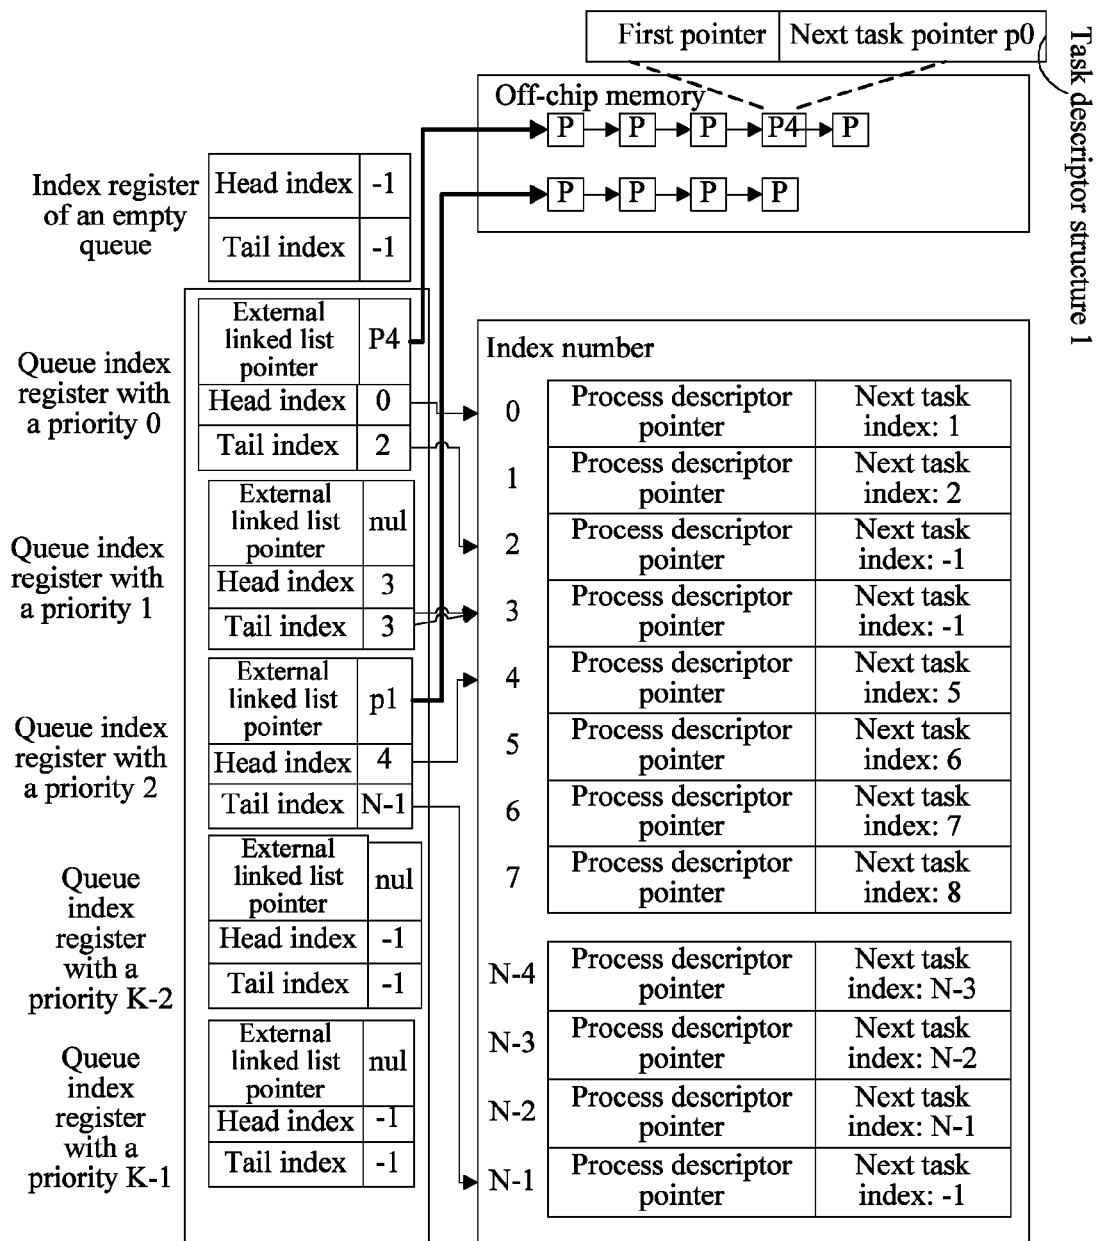 First pointer
Next task pointer p0
Task descriptor structure 1
Off-chip memory
P
P
P
P4
P
P
P
P
P
Index register
of an empty
queue
Head index
-1
Tail index
-1
Queue index
register with
a priority 0
External
linked list
pointer
P4
Head index
0
Tail index
2
Queue index
register with
a priority 1
External
linked list
pointer
nul
Head index
3
Tail index
3
Queue index
register with
a priority 2
External
linked list
pointer
p1
Head index
4
Tail index
N-1
Queue
index
register
with a
priority K-2
External
linked list
pointer
nul
Head index
-1
Tail index
-1
Queue
index
register
with a
priority K-1
External
linked list
pointer
nul
Head index
-1
Tail index
-1
Index number
0
Process descriptor
pointer
Next task
index: 1
1
Process descriptor
pointer
Next task
index: 2
2
Process descriptor
pointer
Next task
index: -1
3
Process descriptor
pointer
Next task
index: -1
4
Process descriptor
pointer
Next task
index: 5
5
Process descriptor
pointer
Next task
index: 6
6
Process descriptor
pointer
Next task
index: 7
7
Process descriptor
pointer
Next task
index: 8
N-4
Process descriptor
pointer
Next task
index: N-3
N-3
Process descriptor
pointer
Next task
index: N-2
N-2
Process descriptor
pointer
Next task
index: N-1
N-1
Process descriptor
pointer
Next task
index: -1